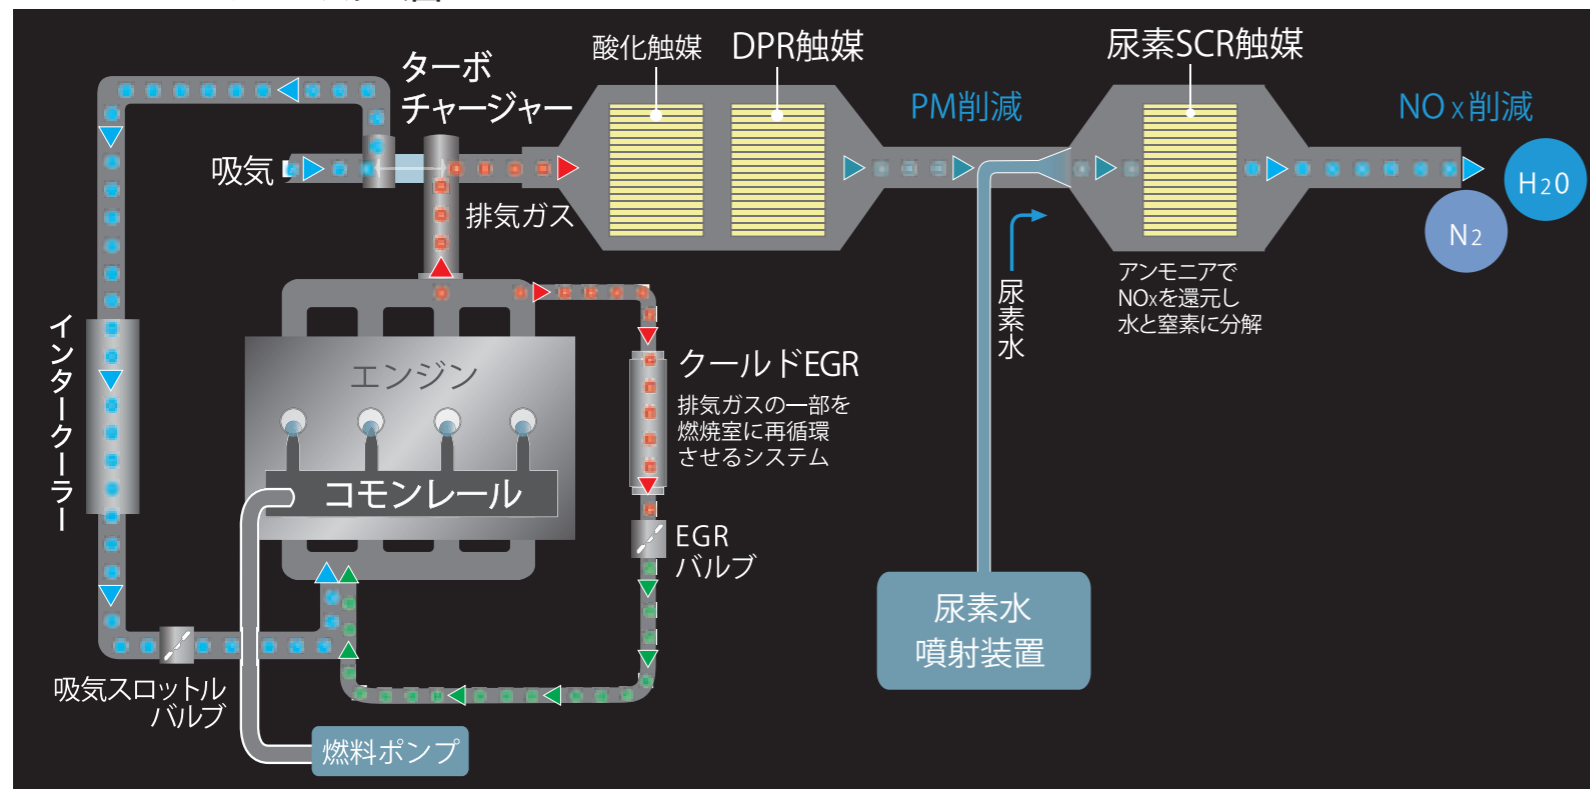 酸化触媒
DPR触媒
尿素SCR触媒
ターボ
チャージャー
PM削減
NOx削減
吸気
排気ガス
H2O
N2
アンモニアで
NOxを還元し
水と窒素に分解
尿素水
インタークーラー
エンジン
クールドEGR
排気ガスの一部を
燃焼室に再循環
させるシステム
コモンレール
EGR
バルブ
尿素水
噴射装置
吸気スロットル
バルブ
燃料ポンプ